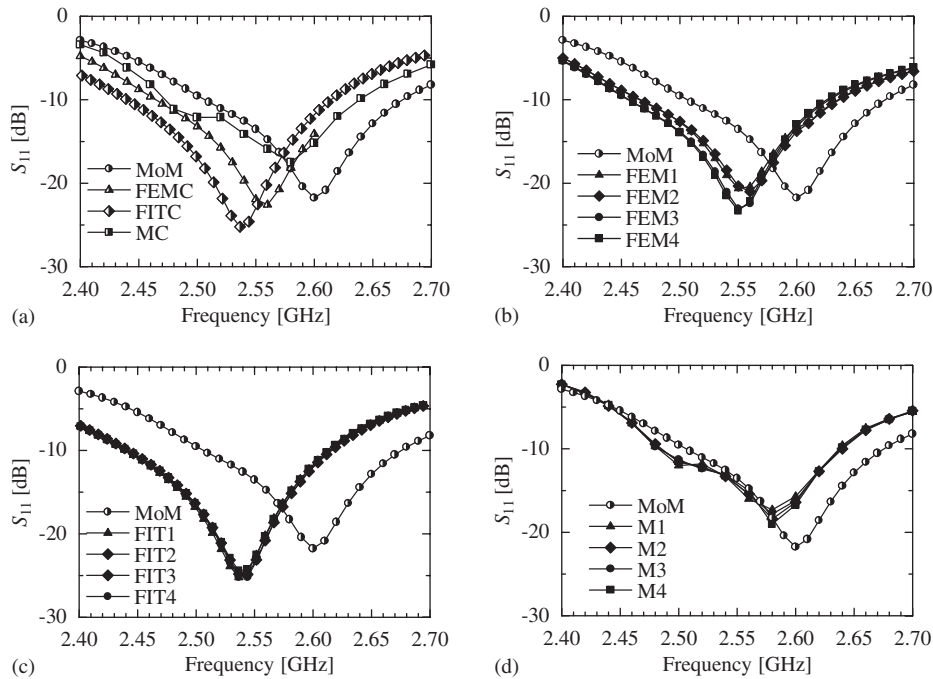 0
-10
-20
-30
S11 [dB]
MoM
FEMC
FITC
MC
2.40 2.45 2.50 2.55 2.60 2.65 2.70
(a) Frequency [GHz]
0
-10
-20
-30
S11 [dB]
MoM
FEM1
FEM2
FEM3
FEM4
2.40 2.45 2.50 2.55 2.60 2.65 2.70
(b) Frequency [GHz]
0
-10
-20
-30
S11 [dB]
MoM
FIT1
FIT2
FIT3
FIT4
2.40 2.45 2.50 2.55 2.60 2.65 2.70
(c) Frequency [GHz]
0
-10
-20
-30
S11 [dB]
MoM
M1
M2
M3
M4
2.40 2.45 2.50 2.55 2.60 2.65 2.70
(d) Frequency [GHz]